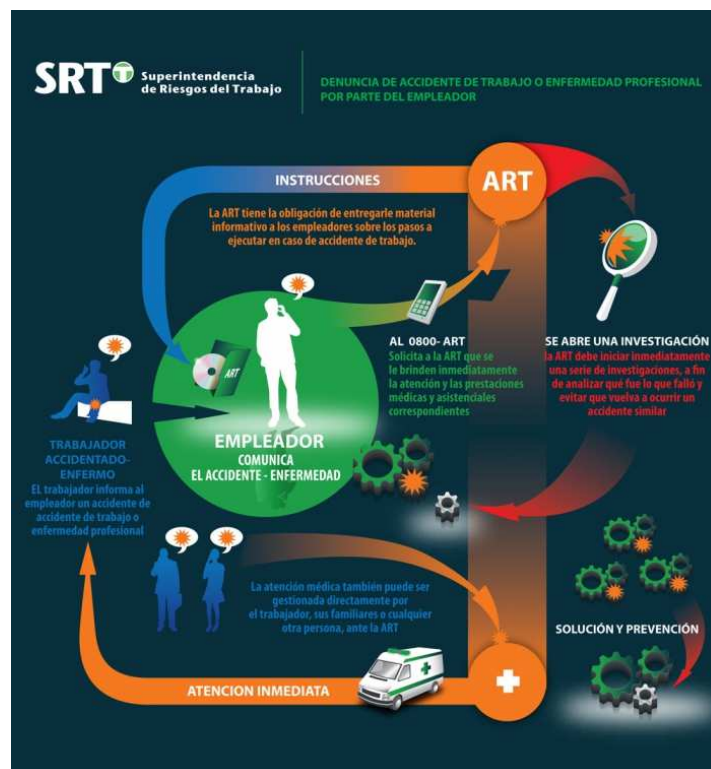 SRT T Superintendencia
de Riesgos del Trabajo
DENUNCIA DE ACCIDENTE DE TRABAJO O ENFERMEDAD PROFESIONAL
POR PARTE DEL EMPLEADOR
INSTRUCCIONES
ART
La ART tiene la obligación de entregarle material
informativo a los empleadores sobre los pasos a
ejecutar en caso de accidente de trabajo.
ART
AL 0800- ART
Solicita a la ART que se
le brinden inmediatamente
la atención y las prestaciones
médicas y asistenciales
correspondientes
SE ABRE UNA INVESTIGACIÓN
la ART debe iniciar inmediatamente
una serie de investigaciones, a fin
de analizar qué fue lo que falló y
evitar que vuelva a ocurrir un
accidente similar
EMPLEADOR
COMUNICA
EL ACCIDENTE - ENFERMEDAD
TRABAJADOR
ACCIDENTADO-
ENFERMO
EL trabajador informa al
empleador un accidente de
accidente de trabajo o
enfermedad profesional
La atención médica también puede ser
gestionada directamente por
el trabajador, sus familiares o cualquier
otra persona, ante la ART
SOLUCIÓN Y PREVENCIÓN
ATENCION INMEDIATA